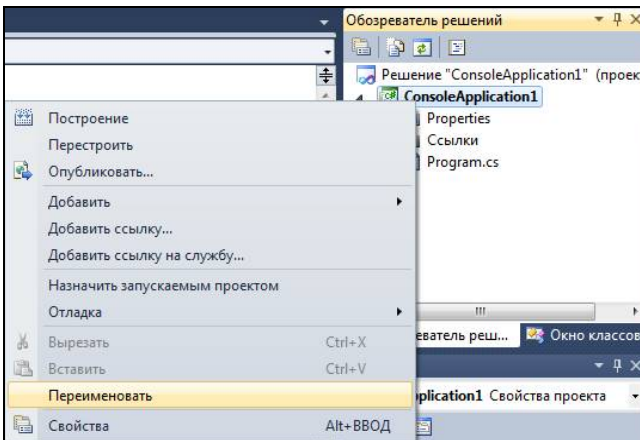 Обозреватель решений
Решение "ConsoleApplication1" (проек
ConsoleApplication1
Properties
Ссылки
Program.cs
Построение
Перестроить
Опубликовать...
Добавить
Добавить ссылку...
Добавить ссылку на службу...
Назначить запускаемым проектом
Отладка
Вырезать Ctrl+X
Вставить Ctrl+V
Переименовать
Свойства Alt+ВВОД
еватель реш... Окно классов
plication1 Свойства проекта